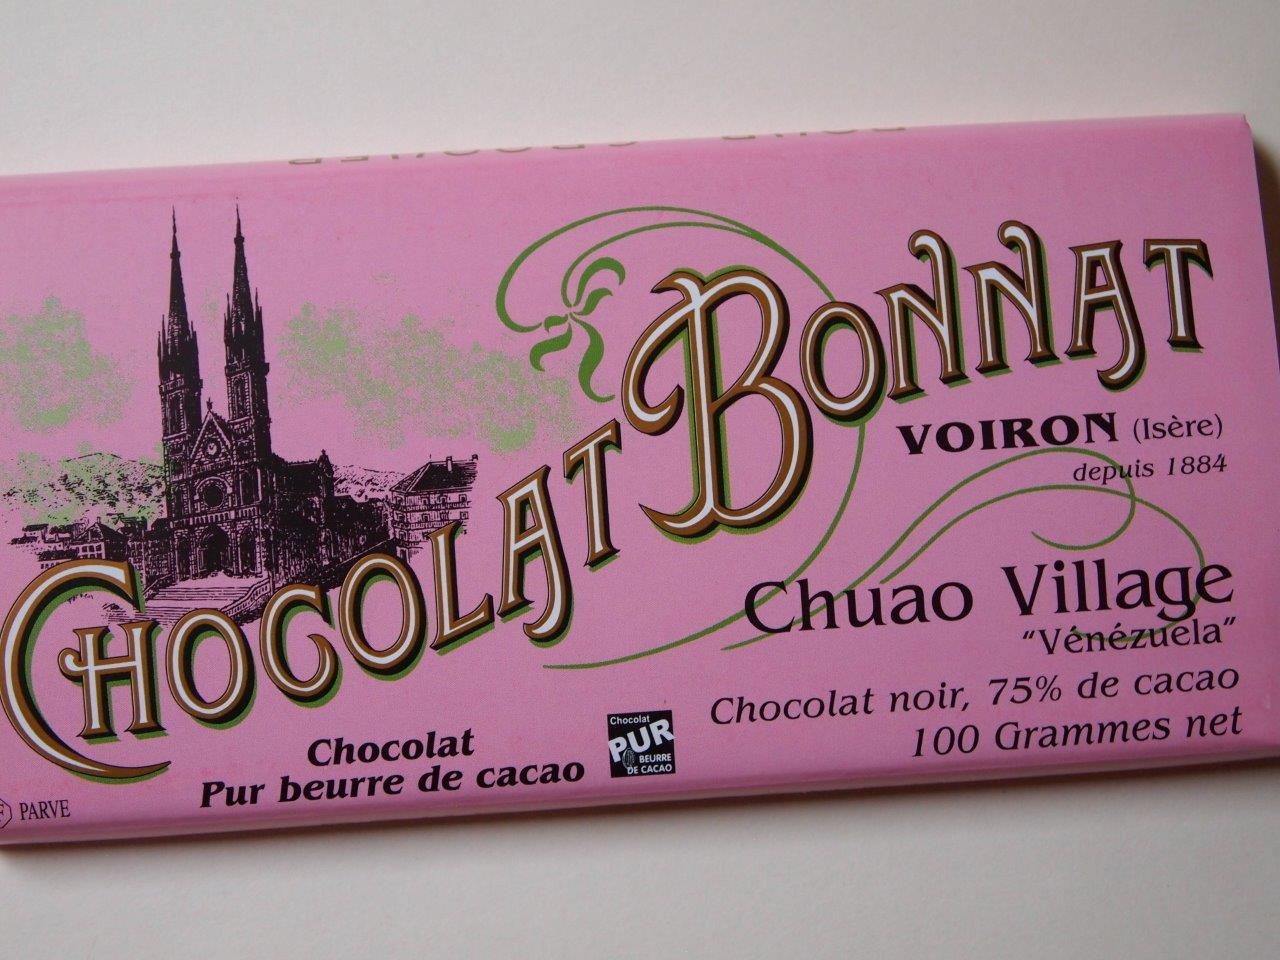 CHOCOLAT BONNAT
VOIRON (Isère)
depuis 1884
Chuao Village
"Vénézuela"
Chocolat noir, 75% de cacao
100 Grammes net
Chocolat
Pur beurre de cacao
Chocolat
PUR
BEURRE
DE CACAO
PARVE